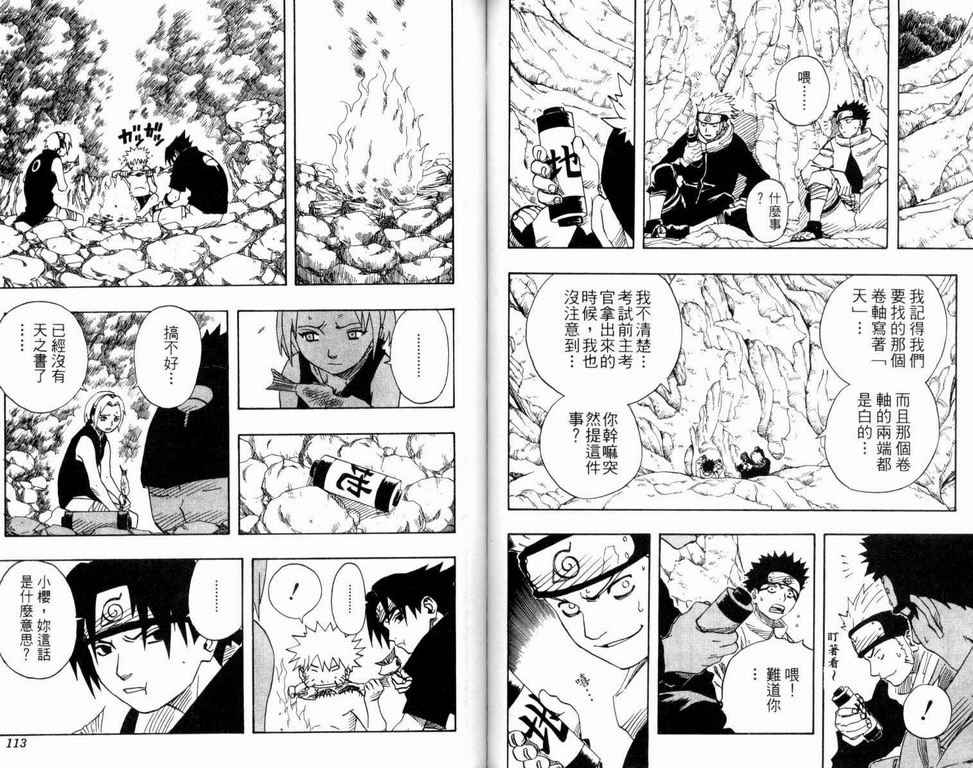 喂……
什麼事
？
地
我記得我們
要找的那個
卷軸寫著「
天」…
而且那個卷
軸的兩端都
是白的…
我不清楚…
考試前主考
官拿出來的
時候，我也
沒注意到…
你幹嘛突
然提這件
事？
盯著看～
！
喂！
難道你
…
嘻…
地
ガッガッ
………
地
搞不好…
已經沒有
天之書了
……
………
！
………
小櫻，妳這話
是什麼意思？
113